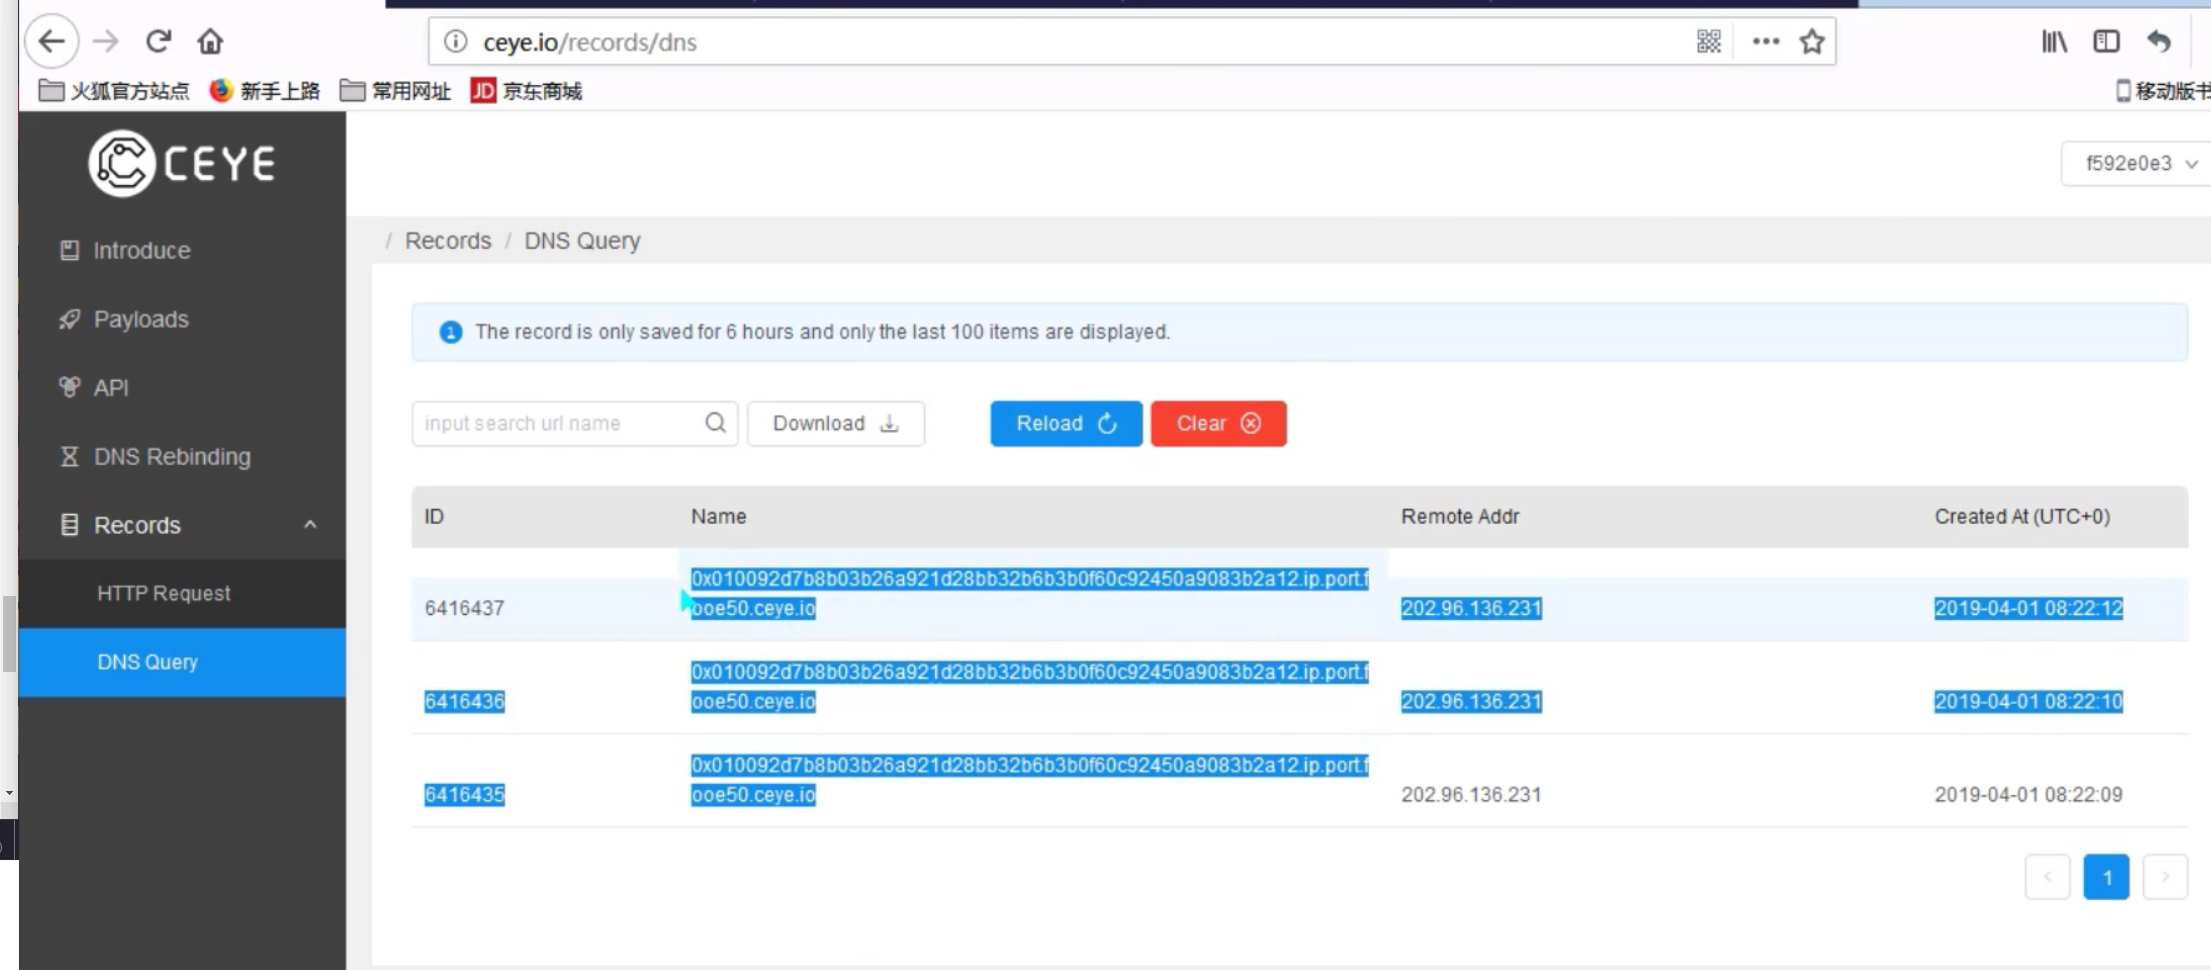 ceye.io/records/dns
火狐官方站点 新手上路 常用网址 JD 京东商城 移动版书
CEYE
f592e0e3
Introduce
/ Records / DNS Query
Payloads
The record is only saved for 6 hours and only the last 100 items are displayed.
API
input search url name Download Reload Clear
DNS Rebinding
Records
ID Name Remote Addr Created At (UTC+0)
HTTP Request
DNS Query
0x010092d7b8b03b26a921d28bb32b6b3b0f60c92450a9083b2a12.ip.port.f
6416437 ooe50.ceye.io 202.96.136.231 2019-04-01 08:22:12
0x010092d7b8b03b26a921d28bb32b6b3b0f60c92450a9083b2a12.ip.port.f
6416436 ooe50.ceye.io 202.96.136.231 2019-04-01 08:22:10
0x010092d7b8b03b26a921d28bb32b6b3b0f60c92450a9083b2a12.ip.port.f
6416435 ooe50.ceye.io 202.96.136.231 2019-04-01 08:22:09
1